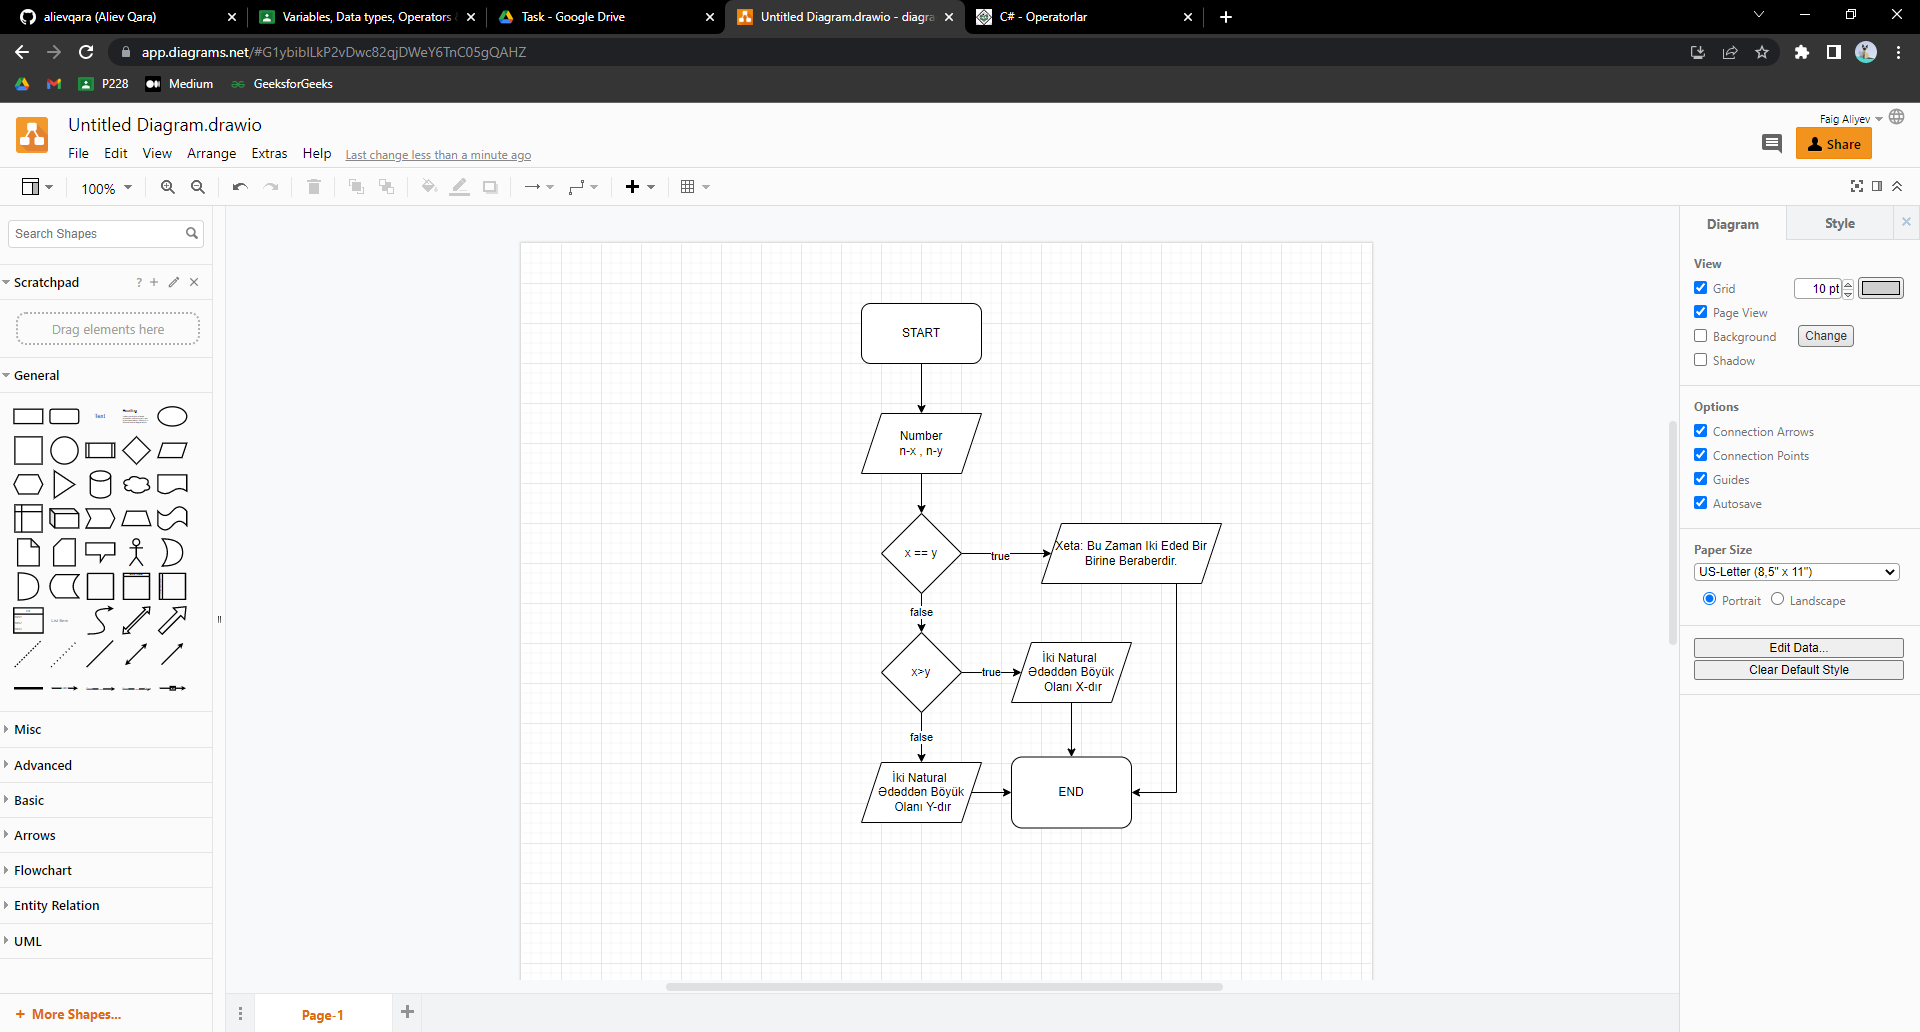 alievqara (Aliev Qara)
Variables, Data types, Operators
Task - Google Drive
Untitled Diagram.drawio - diagra
C# - Operatorlar
app.diagrams.net/#G1ybibILkP2vDwc82qjDWeY6TnC05gQAHZ
P228
Medium
GeeksforGeeks
Untitled Diagram.drawio
Faig Aliyev
File Edit View Arrange Extras Help Last change less than a minute ago
Share
100%
Search Shapes
Scratchpad
?
Drag elements here
General
Text
Heading
List Item
Misc
Advanced
Basic
Arrows
Flowchart
Entity Relation
UML
+ More Shapes...
START
Number
n-x , n-y
x == y
true
Xeta: Bu Zaman Iki Eded Bir
Birine Beraberdir.
false
x>y
true
İki Natural
Ədəddən Böyük
Olanı X-dır
false
İki Natural
Ədəddən Böyük
Olanı Y-dır
END
Page-1
Diagram
Style
View
Grid
10 pt
Page View
Background
Change
Shadow
Options
Connection Arrows
Connection Points
Guides
Autosave
Paper Size
US-Letter (8,5" x 11")
Portrait
Landscape
Edit Data...
Clear Default Style